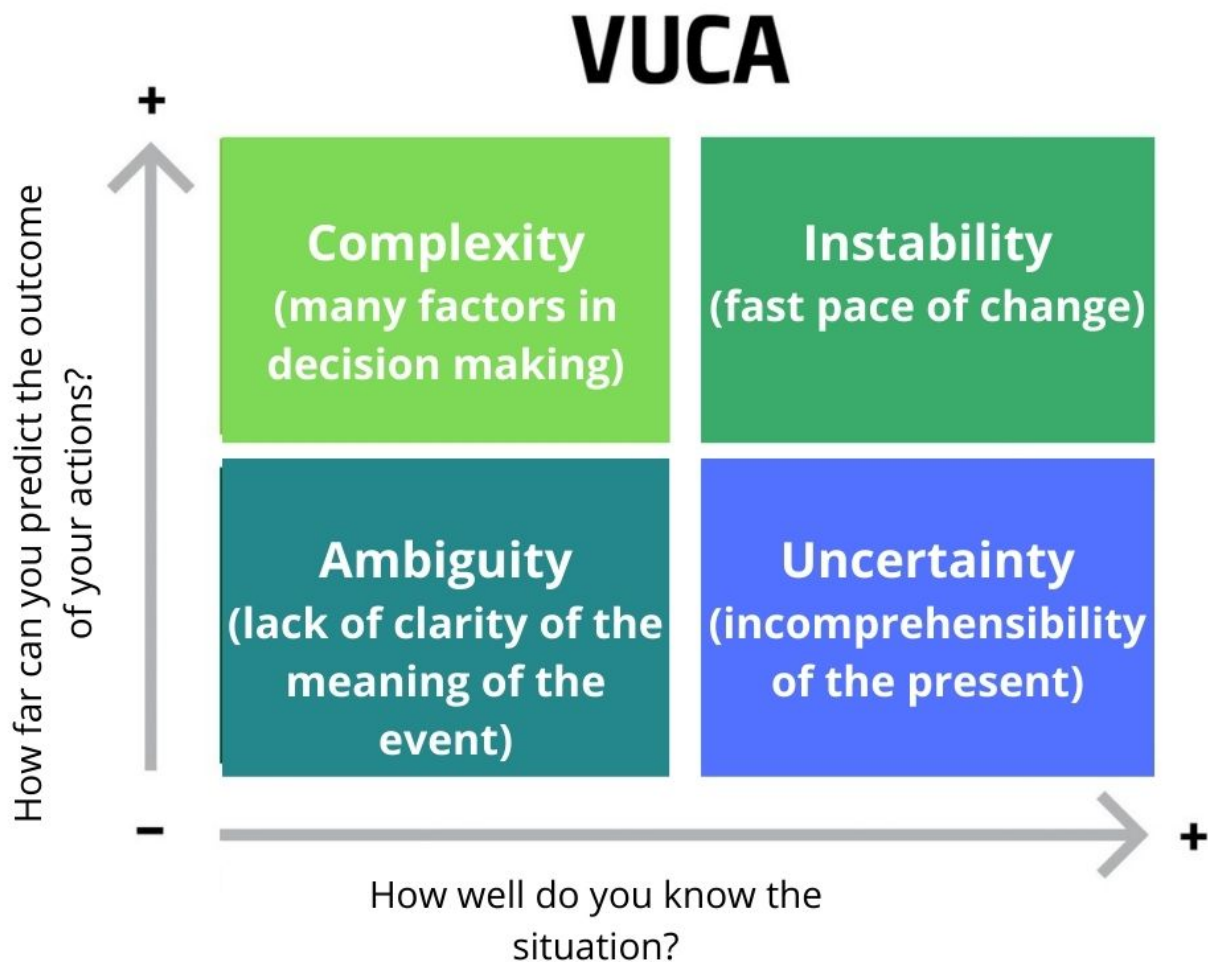 VUCA
+
How far can you predict the outcome
of your actions?
Complexity
(many factors in
decision making)
Instability
(fast pace of change)
Ambiguity
(lack of clarity of the
meaning of the
event)
Uncertainty
(incomprehensibility
of the present)
-
+
How well do you know the
situation?